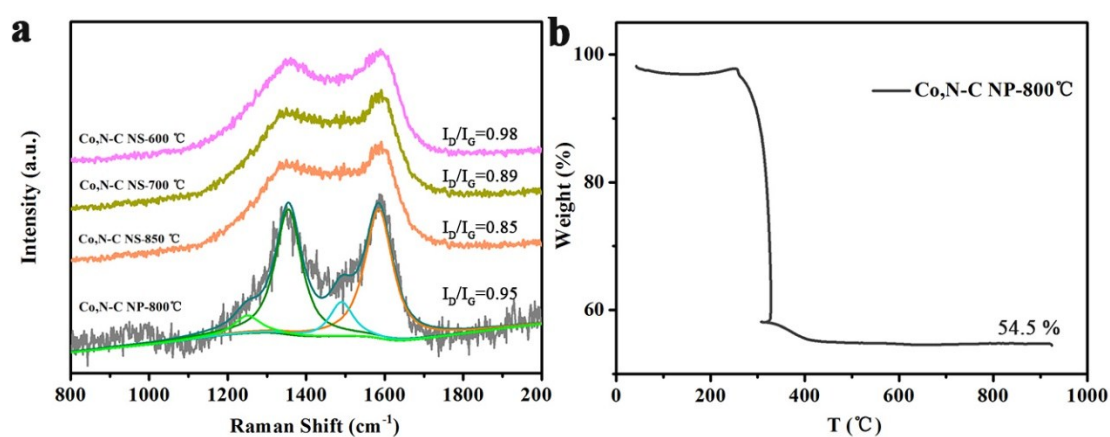 a
Intensity (a.u.)
Co,N-C NS-600 ℃
I_D/I_G=0.98
Co,N-C NS-700 ℃
I_D/I_G=0.89
Co,N-C NS-850 ℃
I_D/I_G=0.85
Co,N-C NP-800℃
I_D/I_G=0.95
800 1000 1200 1400 1600 1800 2000
Raman Shift (cm⁻¹)
b
Weight (%)
100
80
60
Co,N-C NP-800℃
54.5 %
0 200 400 600 800 1000
T (℃)